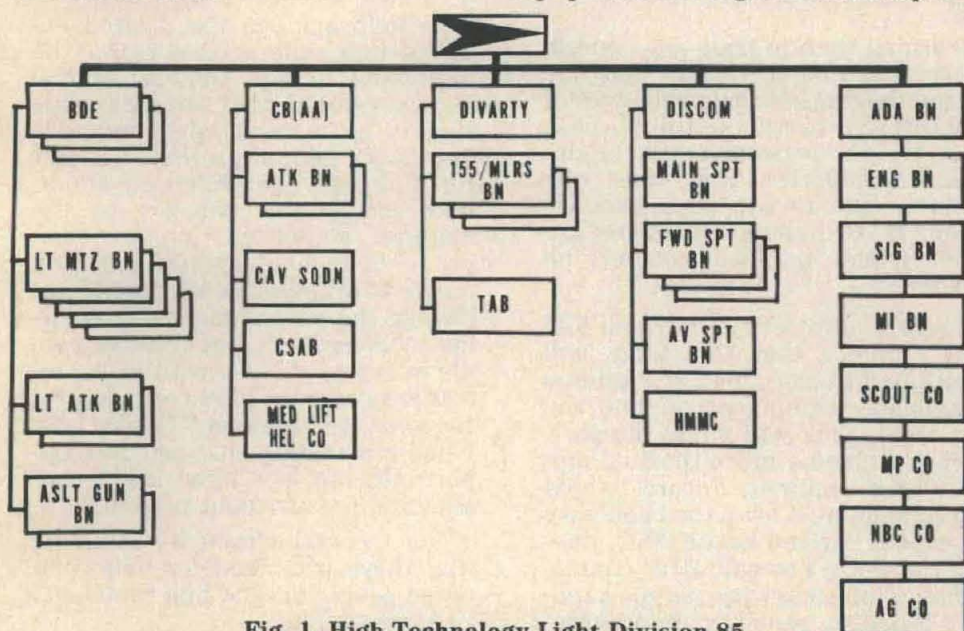 BDE
LT MTZ BN
LT ATK BN
ASLT GUN
BN
CB(AA)
ATK BN
CAV SQDN
CSAB
MED LIFT
HEL CO
DIVARTY
155/MLRS
BN
TAB
DISCOM
MAIN SPT
BN
FWD SPT
BN
AV SPT
BN
HMMC
ADA BN
ENG BN
SIG BN
MI BN
SCOUT CO
MP CO
NBC CO
AG CO
Fig. 1. High Technology Light Division 85